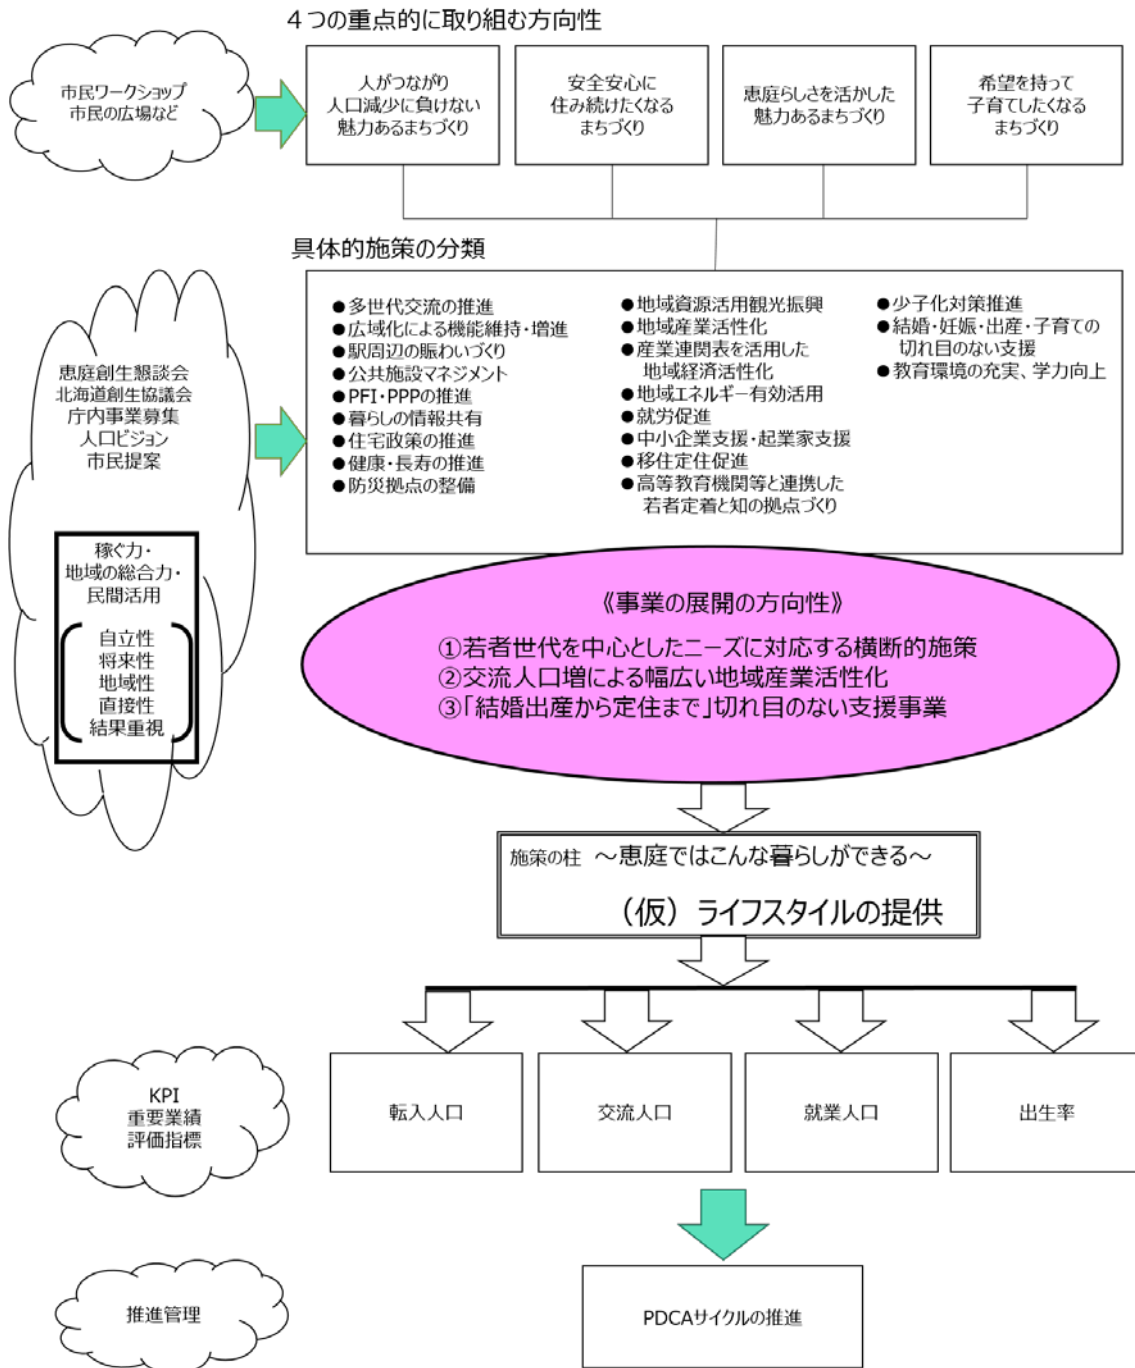 4つの重点的に取り組む方向性
市民ワークショップ
市民の広場など
人がつながり
人口減少に負けない
魅力あるまちづくり
安全安心に
住み続けたくなる
まちづくり
恵庭らしさを活かした
魅力あるまちづくり
希望を持って
子育てしたくなる
まちづくり
具体的施策の分類
恵庭創生懇談会
北海道創生協議会
庁内事業募集
人口ビジョン
市民提案
稼ぐ力・
地域の総合力・
民間活用
自立性
将来性
地域性
直接性
結果重視
●多世代交流の推進
●広域化による機能維持・増進
●駅周辺の賑わいづくり
●公共施設マネジメント
●PFI・PPPの推進
●暮らしの情報共有
●住宅政策の推進
●健康・長寿の推進
●防災拠点の整備
●地域資源活用観光振興
●地域産業活性化
●産業連関表を活用した
地域経済活性化
●地域エネルギー有効活用
●就労促進
●中小企業支援・起業家支援
●移住定住促進
●高等教育機関等と連携した
若者定着と知の拠点づくり
●少子化対策推進
●結婚・妊娠・出産・子育ての
切れ目のない支援
●教育環境の充実、学力向上
《事業の展開の方向性》
①若者世代を中心としたニーズに対応する横断的施策
②交流人口増による幅広い地域産業活性化
③「結婚出産から定住まで」切れ目のない支援事業
施策の柱 ～恵庭ではこんな暮らしができる～
（仮）ライフスタイルの提供
KPI
重要業績
評価指標
転入人口
交流人口
就業人口
出生率
推進管理
PDCAサイクルの推進